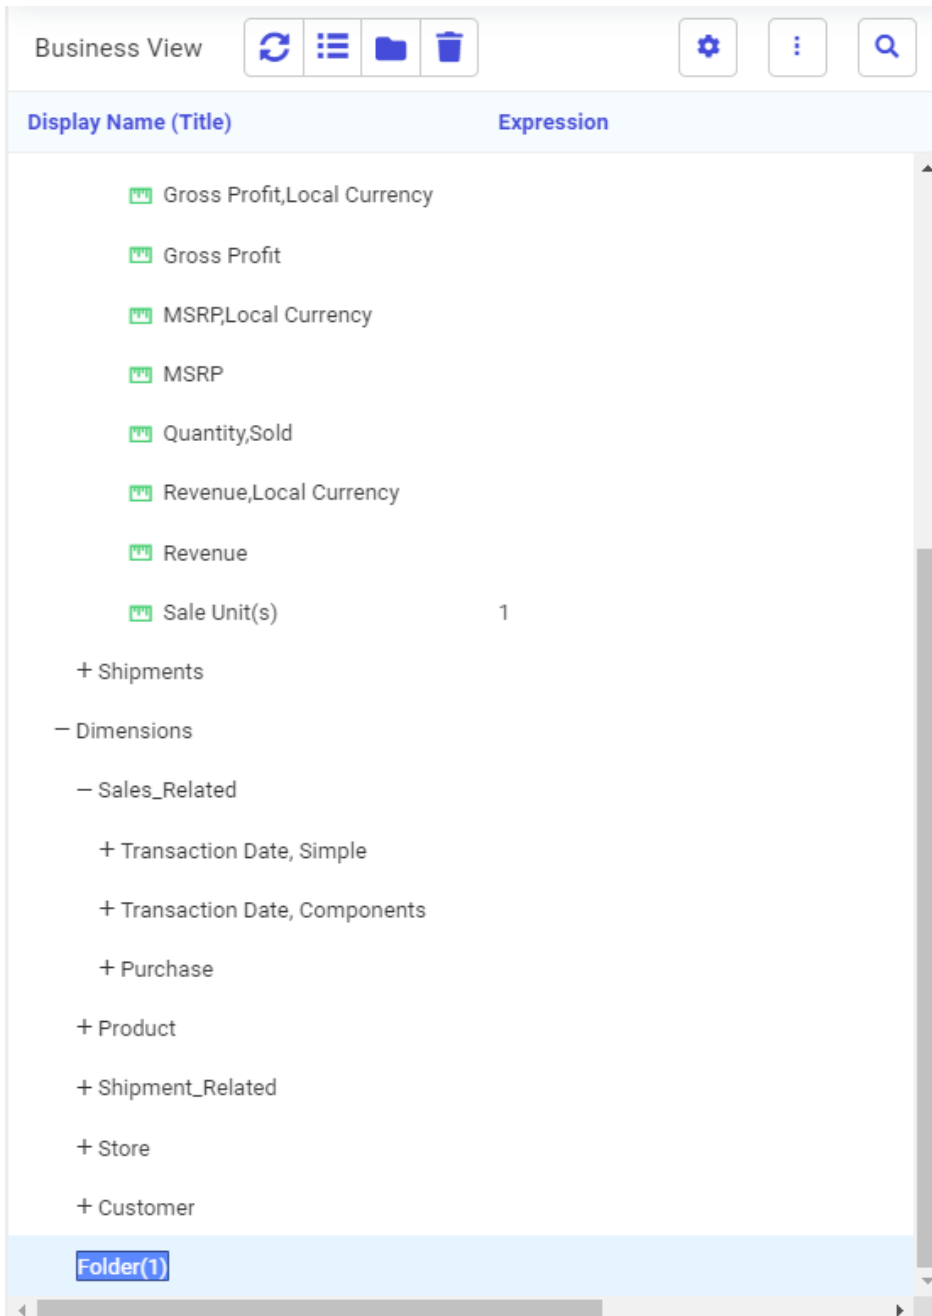 Business View
Display Name (Title) Expression
Gross Profit,Local Currency
Gross Profit
MSRP,Local Currency
MSRP
Quantity,Sold
Revenue,Local Currency
Revenue
Sale Unit(s) 1
+ Shipments
− Dimensions
− Sales_Related
+ Transaction Date, Simple
+ Transaction Date, Components
+ Purchase
+ Product
+ Shipment_Related
+ Store
+ Customer
Folder(1)